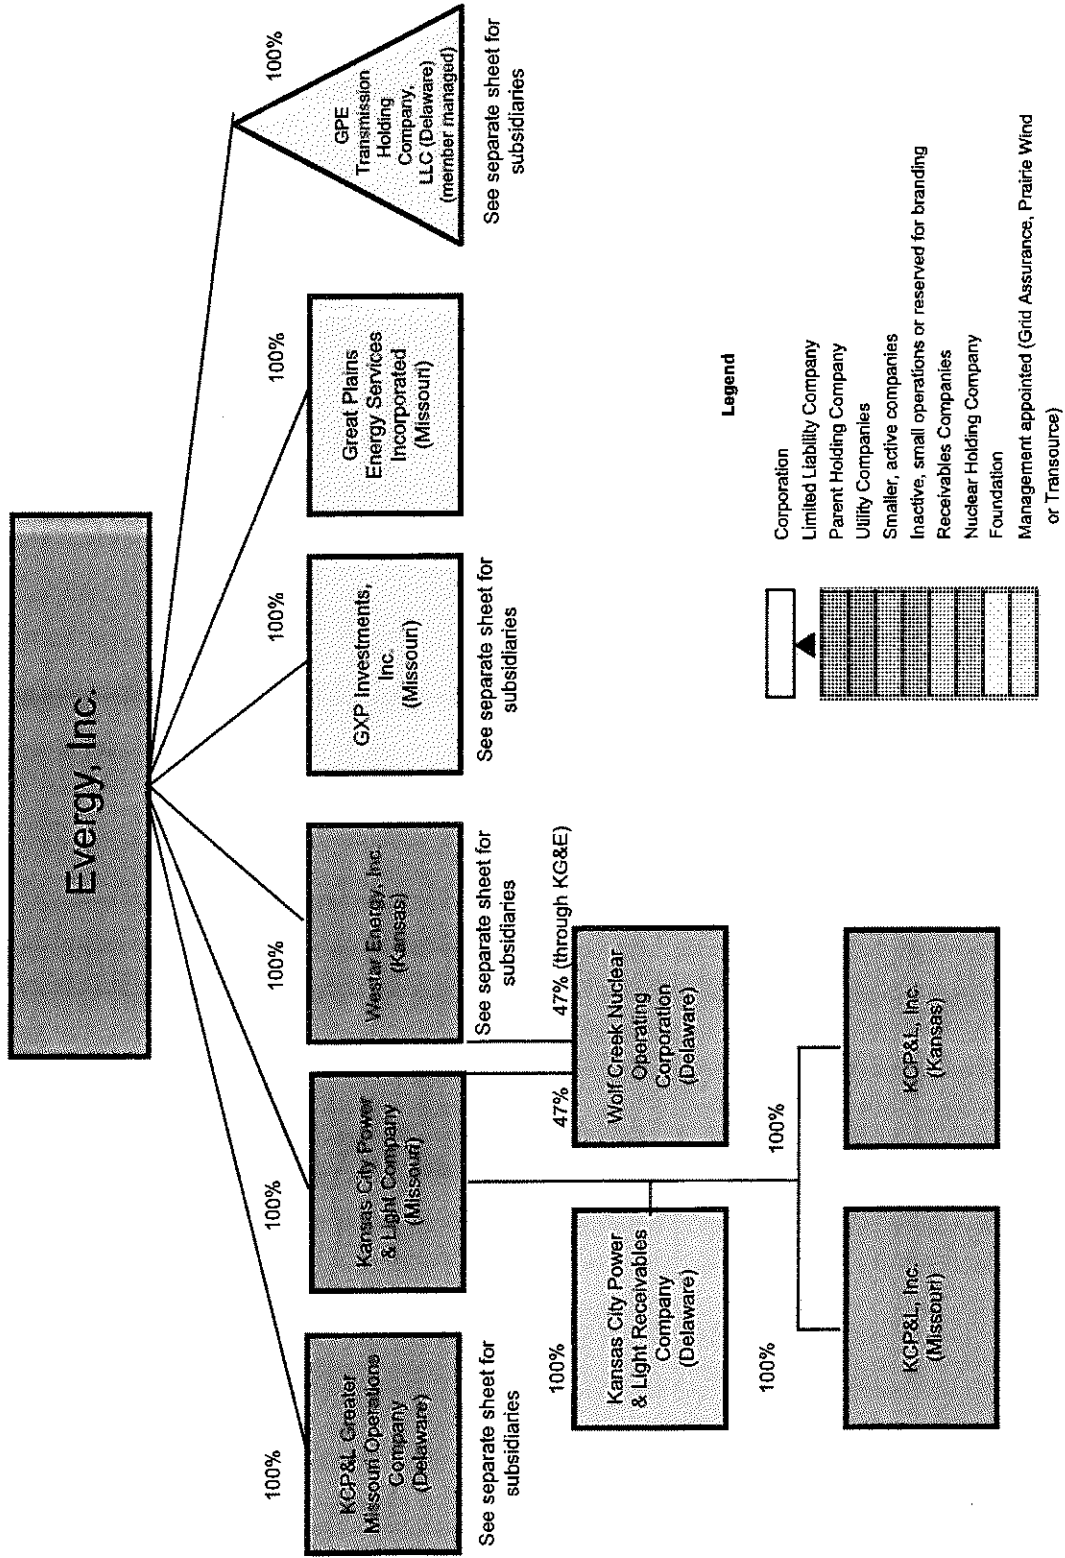 Evergy, Inc.
100%
100%
100%
100%
100%
100%
KCP&L Greater
Missouri Operations
Company
(Delaware)
See separate sheet for
subsidiaries
Kansas City Power
& Light Company
(Missouri)
Westar Energy, Inc.
(Kansas)
See separate sheet for
subsidiaries
GXP Investments,
Inc.
(Missouri)
See separate sheet for
subsidiaries
Great Plains
Energy Services
Incorporated
(Missouri)
GPE
Transmission
Holding
Company,
LLC (Delaware)
(member managed)
See separate sheet for
subsidiaries
100%
47%
47% (through KG&E)
Kansas City Power
& Light Receivables
Company
(Delaware)
Wolf Creek Nuclear
Operating
Corporation
(Delaware)
100%
100%
KCP&L, Inc.
(Missouri)
KCP&L, Inc.
(Kansas)
Legend
Corporation
Limited Liability Company
Parent Holding Company
Utility Companies
Smaller, active companies
Inactive, small operations or reserved for branding
Receivables Companies
Nuclear Holding Company
Foundation
Management appointed (Grid Assurance, Prairie Wind
or Transource)